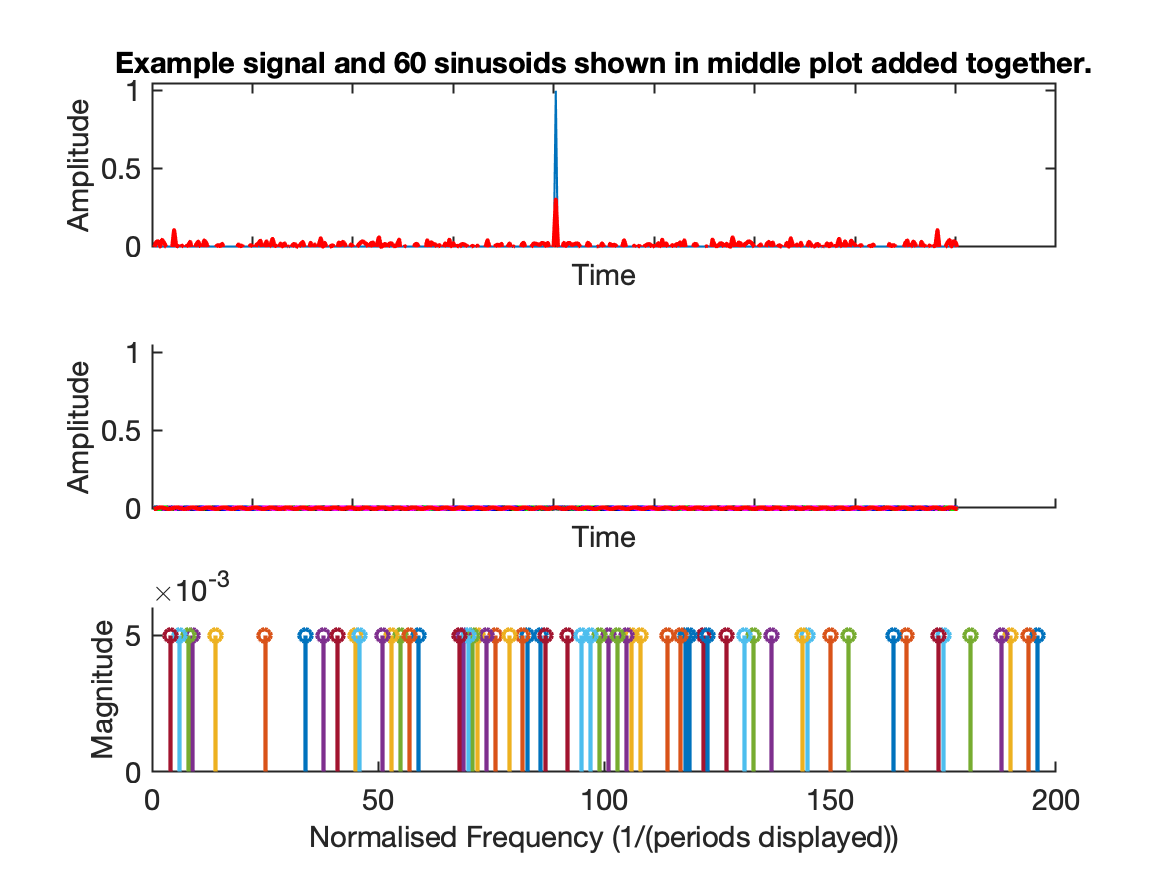 Example signal and 60 sinusoids shown in middle plot added together.
1
0.5
0
Amplitude
Time
1
0.5
0
Amplitude
Time
×10-3
5
0
Magnitude
0 50 100 150 200
Normalised Frequency (1/(periods displayed))